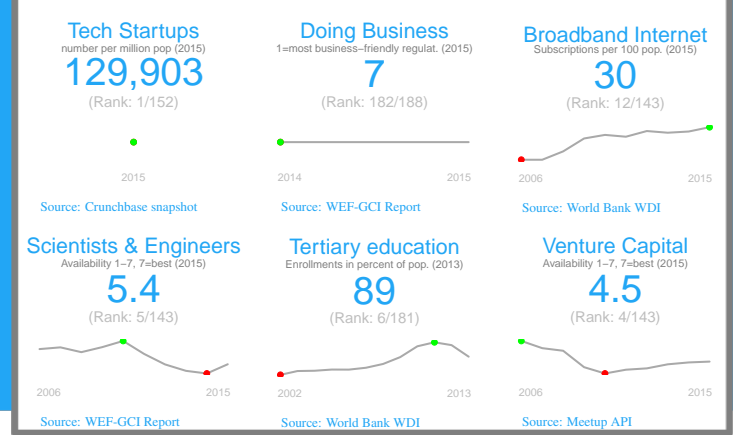 Tech Startups
number per million pop (2015)
129,903
(Rank: 1/152)
2015
Source: Crunchbase snapshot
Doing Business
1=most business−friendly regulat. (2015)
7
(Rank: 182/188)
2014
2015
Source: WEF-GCI Report
Broadband Internet
Subscriptions per 100 pop. (2015)
30
(Rank: 12/143)
2006
2015
Source: World Bank WDI
Scientists & Engineers
Availability 1−7, 7=best (2015)
5.4
(Rank: 5/143)
2006
2015
Source: WEF-GCI Report
Tertiary education
Enrollments in percent of pop. (2013)
89
(Rank: 6/181)
2002
2013
Source: World Bank WDI
Venture Capital
Availability 1−7, 7=best (2015)
4.5
(Rank: 4/143)
2006
2015
Source: Meetup API